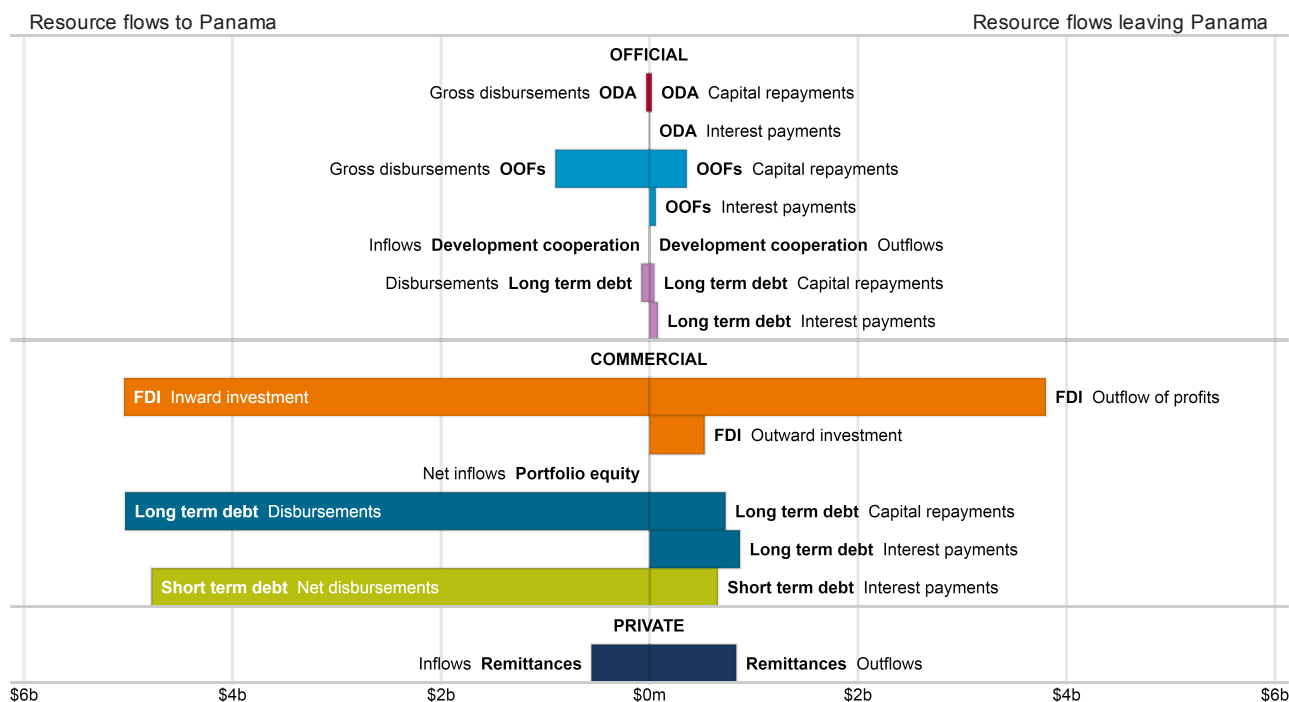 Resource flows to Panama Resource flows leaving Panama
OFFICIAL
Gross disbursements ODA ODA Capital repayments
ODA Interest payments
Gross disbursements OOFs OOFs Capital repayments
OOFs Interest payments
Inflows Development cooperation Development cooperation Outflows
Disbursements Long term debt Long term debt Capital repayments
Long term debt Interest payments
COMMERCIAL
FDI Inward investment FDI Outflow of profits
FDI Outward investment
Net inflows Portfolio equity
Long term debt Disbursements Long term debt Capital repayments
Long term debt Interest payments
Short term debt Net disbursements Short term debt Interest payments
PRIVATE
Inflows Remittances Remittances Outflows
$6b $4b $2b $0m $2b $4b $6b